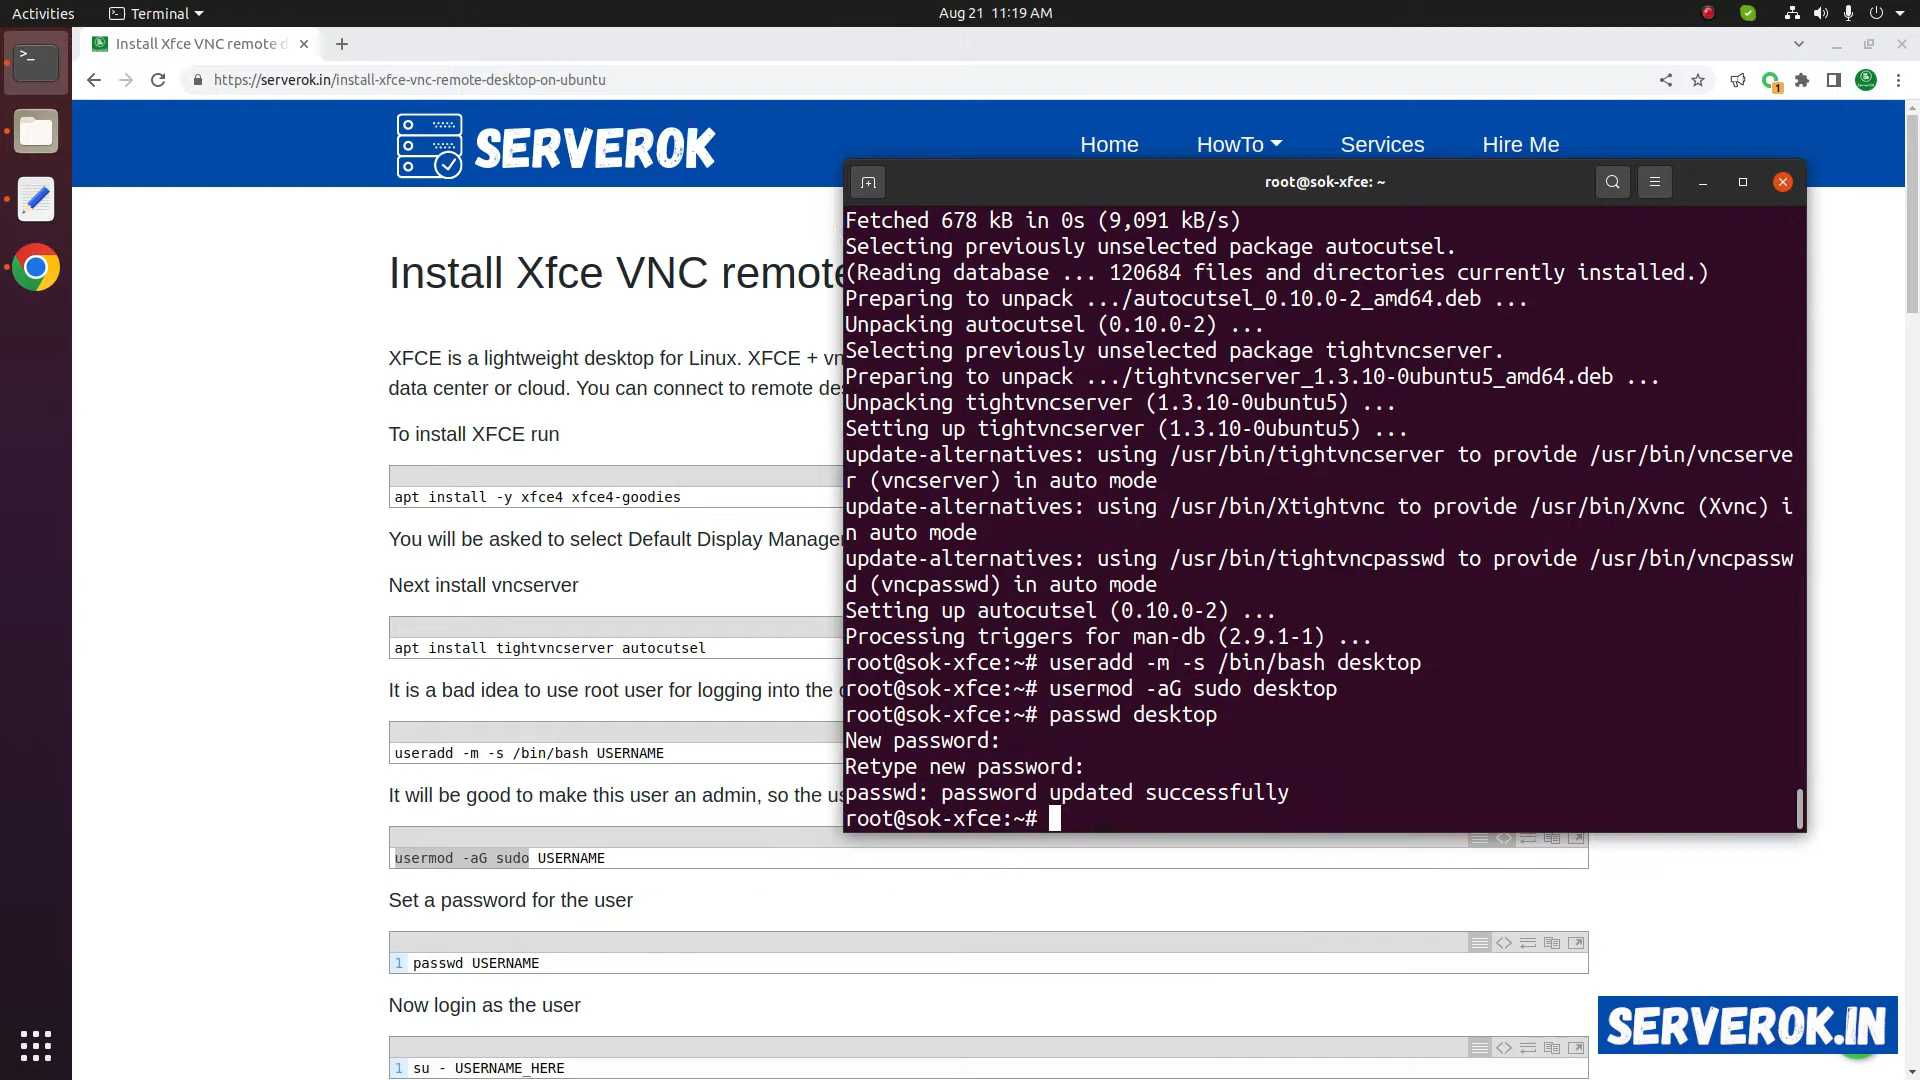 Activities
Terminal
Aug 21 11:19 AM
Install Xfce VNC remote d
https://serverok.in/install-xfce-vnc-remote-desktop-on-ubuntu
1
SERVEROK
Home
HowTo
Services
Hire Me
Install Xfce VNC remote
XFCE is a lightweight desktop for Linux. XFCE + vn
data center or cloud. You can connect to remote de
To install XFCE run
apt install -y xfce4 xfce4-goodies
You will be asked to select Default Display Manager
Next install vncserver
apt install tightvncserver autocutsel
It is a bad idea to use root user for logging into the
useradd -m -s /bin/bash USERNAME
It will be good to make this user an admin, so the us
usermod -aG sudo USERNAME
Set a password for the user
1 passwd USERNAME
Now login as the user
1 su - USERNAME_HERE
root@sok-xfce: ~
Fetched 678 kB in 0s (9,091 kB/s)
Selecting previously unselected package autocutsel.
(Reading database ... 120684 files and directories currently installed.)
Preparing to unpack .../autocutsel_0.10.0-2_amd64.deb ...
Unpacking autocutsel (0.10.0-2) ...
Selecting previously unselected package tightvncserver.
Preparing to unpack .../tightvncserver_1.3.10-0ubuntu5_amd64.deb ...
Unpacking tightvncserver (1.3.10-0ubuntu5) ...
Setting up tightvncserver (1.3.10-0ubuntu5) ...
update-alternatives: using /usr/bin/tightvncserver to provide /usr/bin/vncserve
r (vncserver) in auto mode
update-alternatives: using /usr/bin/Xtightvnc to provide /usr/bin/Xvnc (Xvnc) i
n auto mode
update-alternatives: using /usr/bin/tightvncpasswd to provide /usr/bin/vncpassw
d (vncpasswd) in auto mode
Setting up autocutsel (0.10.0-2) ...
Processing triggers for man-db (2.9.1-1) ...
root@sok-xfce:~# useradd -m -s /bin/bash desktop
root@sok-xfce:~# usermod -aG sudo desktop
root@sok-xfce:~# passwd desktop
New password:
Retype new password:
passwd: password updated successfully
root@sok-xfce:~#
SERVEROK.IN